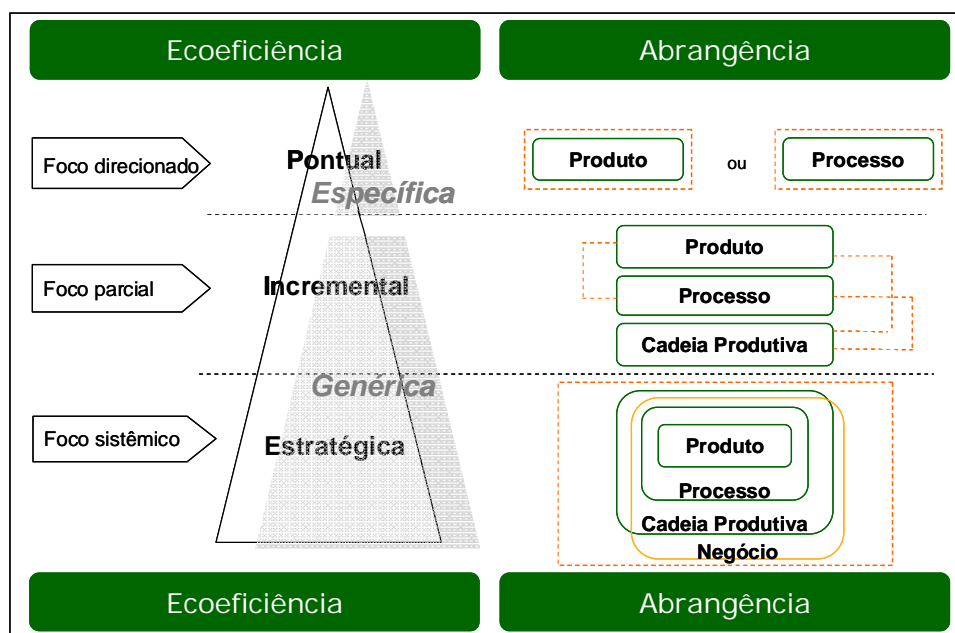 Ecoeficiência
Abrangência
Foco direcionado
Pontual
Específica
Produto
ou
Processo
Foco parcial
Incremental
Produto
Processo
Cadeia Produtiva
Genérica
Foco sistêmico
Estratégica
Produto
Processo
Cadeia Produtiva
Negócio
Ecoeficiência
Abrangência